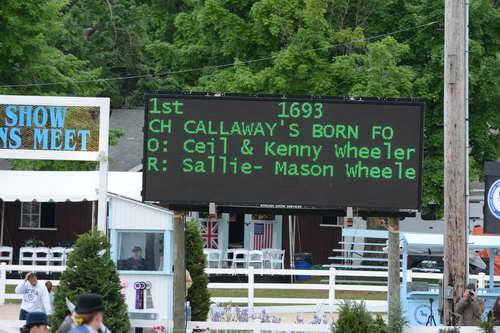 SHOW
NS MEET
1st 1693
CH CALLAWAY'S BORN FO
O: Ceil & Kenny Wheeler
R: Sallie- Mason Wheele